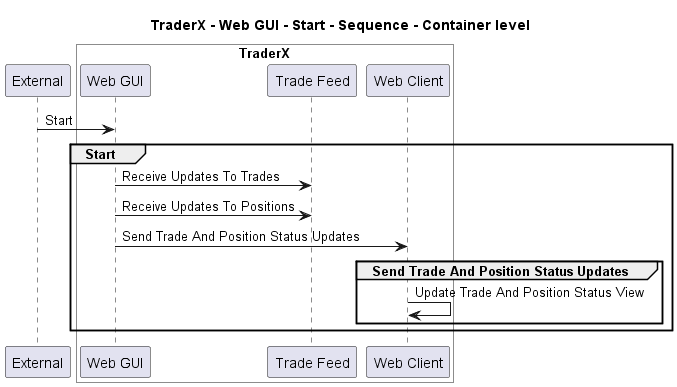 TraderX - Web GUI - Start - Sequence - Container level
TraderX
External
Web GUI
Trade Feed
Web Client
Start
Start
Receive Updates To Trades
Receive Updates To Positions
Send Trade And Position Status Updates
Send Trade And Position Status Updates
Update Trade And Position Status View
External
Web GUI
Trade Feed
Web Client